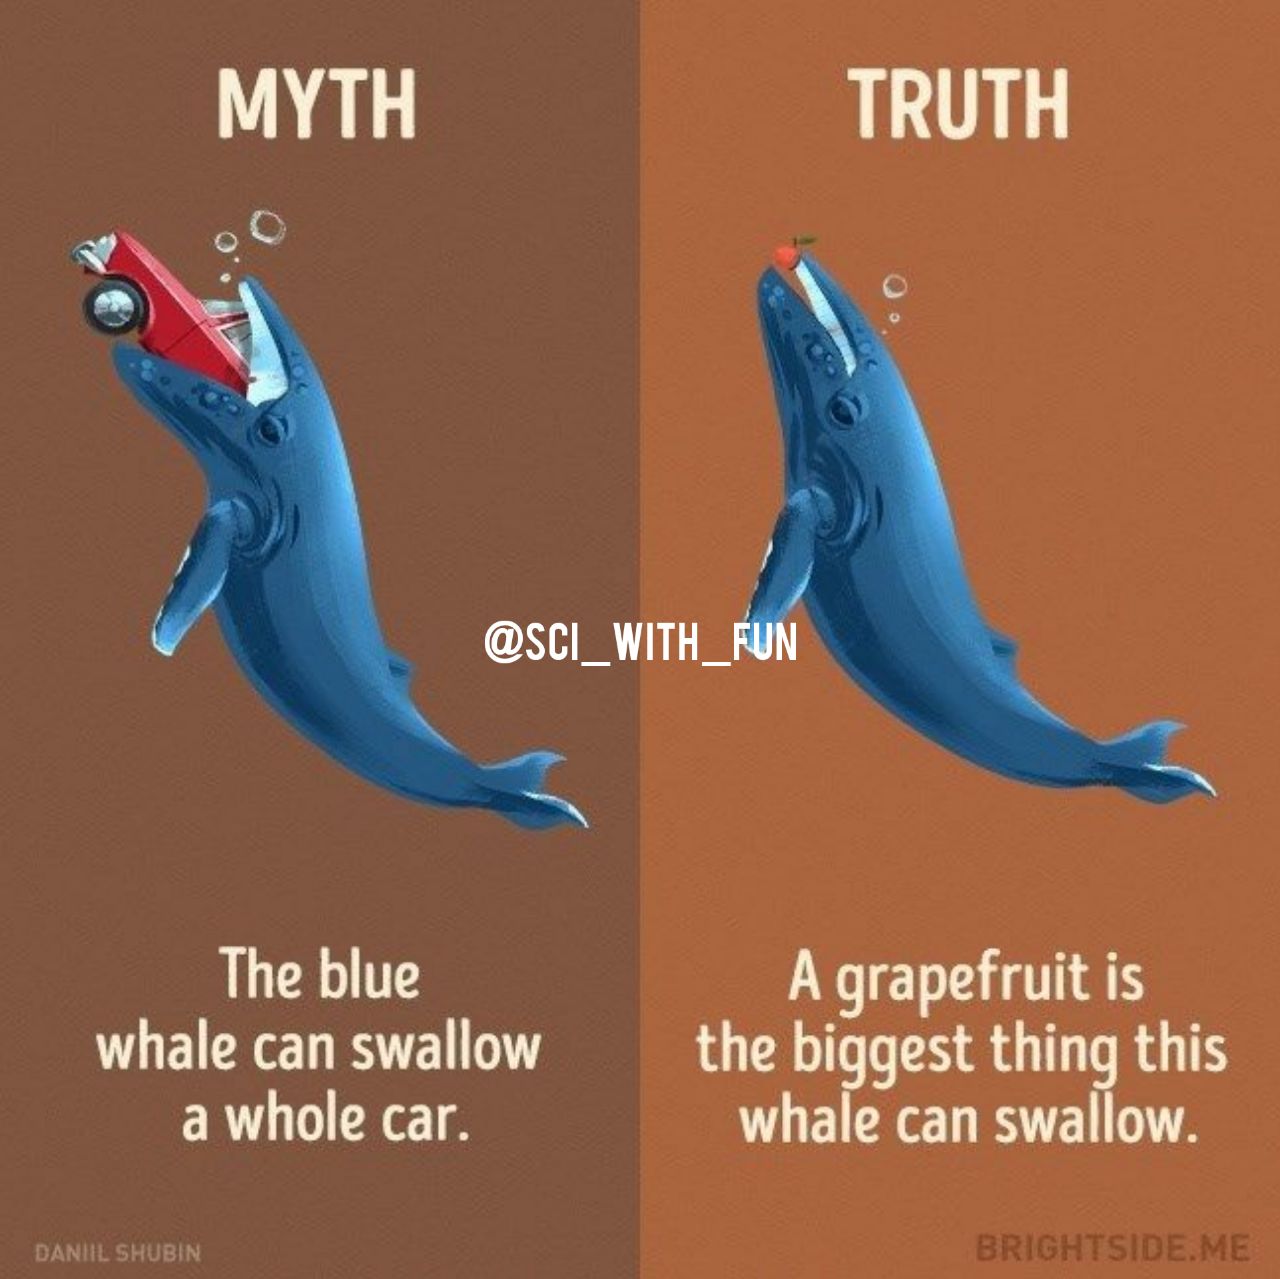 MYTH
The blue
whale can swallow
a whole car.
TRUTH
A grapefruit is
the biggest thing this
whale can swallow.
@SCI_WITH_FUN
DANIIL SHUBIN
BRIGHTSIDE.ME